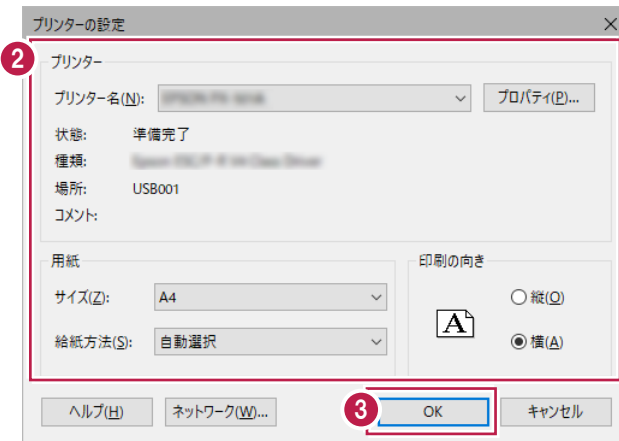 プリンターの設定
2
プリンター
プリンター名(N):
プロパティ(P)...
状態: 準備完了
種類:
場所: USB001
コメント:
用紙
サイズ(Z): A4
給紙方法(S): 自動選択
印刷の向き
A
縦(O)
横(A)
ヘルプ(H)
ネットワーク(W)...
3
OK
キャンセル